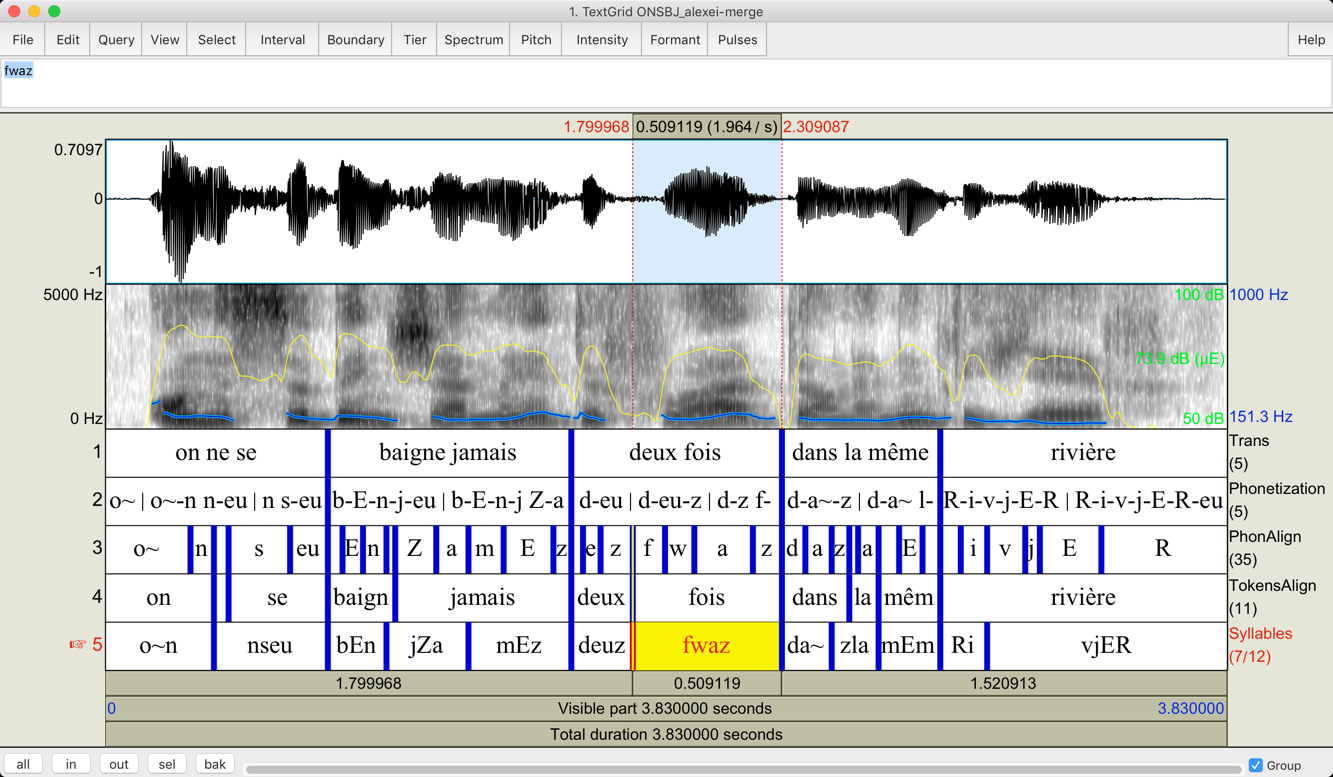 1. TextGrid ONSBJ_alexei-merge
File Edit Query View Select Interval Boundary Tier Spectrum Pitch Intensity Formant Pulses Help
fwaz
1.799968 0.509119 (1.964 / s) 2.309087
0.7097
0
-1
5000 Hz 100 dB 1000 Hz
73.9 dB (µE)
0 Hz 50 dB 151.3 Hz
1 on ne se baigne jamais deux fois dans la même rivière Trans (5)
2 o~ | o~-n n-eu | n s-eu b-E-n-j-eu | b-E-n-j Z-a d-eu | d-eu-z | d-z f- d-a~-z | d-a~ l- R-i-v-j-E-R | R-i-v-j-E-R-eu Phonetization (5)
3 o~ n s eu E n Z a m E z e z f w a z d a z a E i v j E R PhonAlign (35)
4 on se baign jamais deux fois dans la mêm rivière TokensAlign (11)
☞ 5 o~n nseu bEn jZa mEz deuz fwaz da~ zla mEm Ri vjER Syllables (7/12)
1.799968 0.509119 1.520913
0 Visible part 3.830000 seconds 3.830000
Total duration 3.830000 seconds
all in out sel bak Group